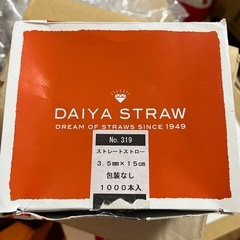 DAIYA STRAW
DREAM OF STRAWS SINCE 1949
No. 319
ストレートストロー
3.5mm×15cm
包装なし
1000本入